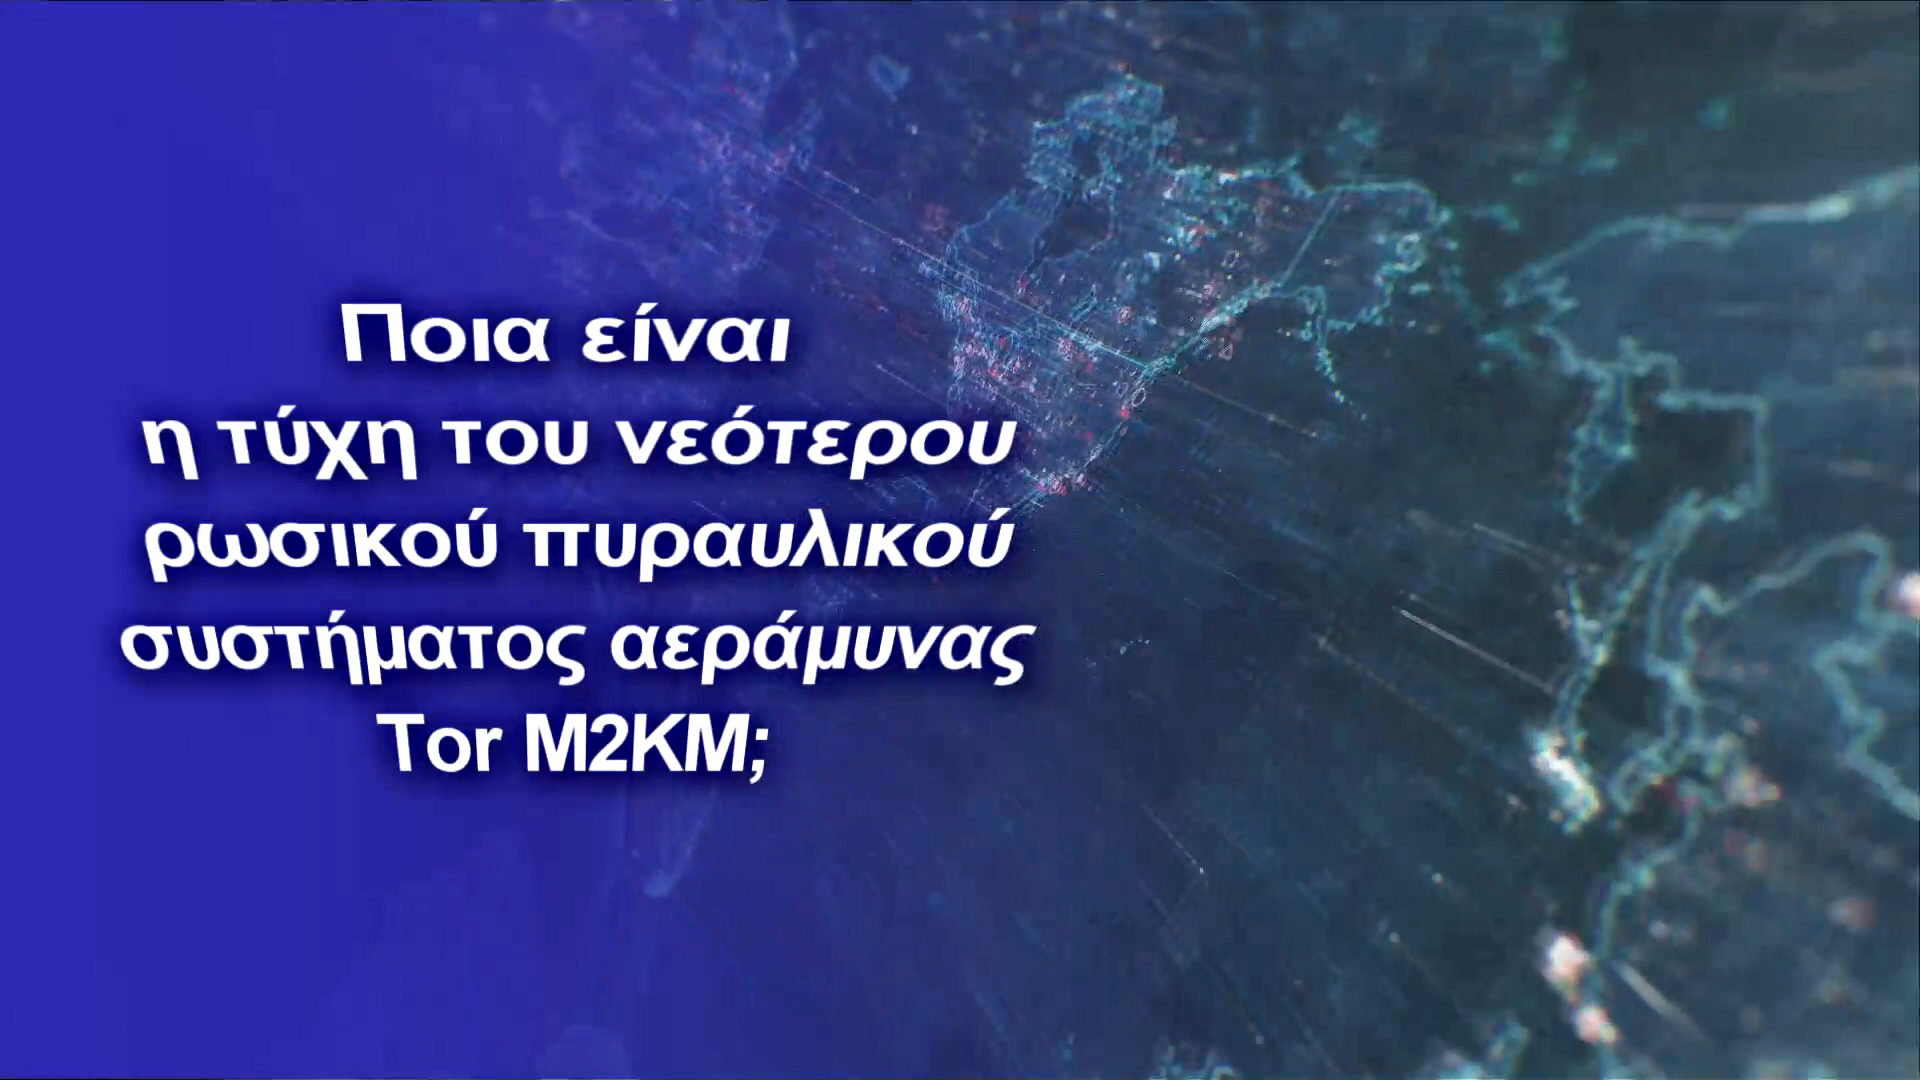 Ποια είναι
η τύχη του νεότερου
ρωσικού πυραυλικού
συστήματος αεράμυνας
Tor M2KM;